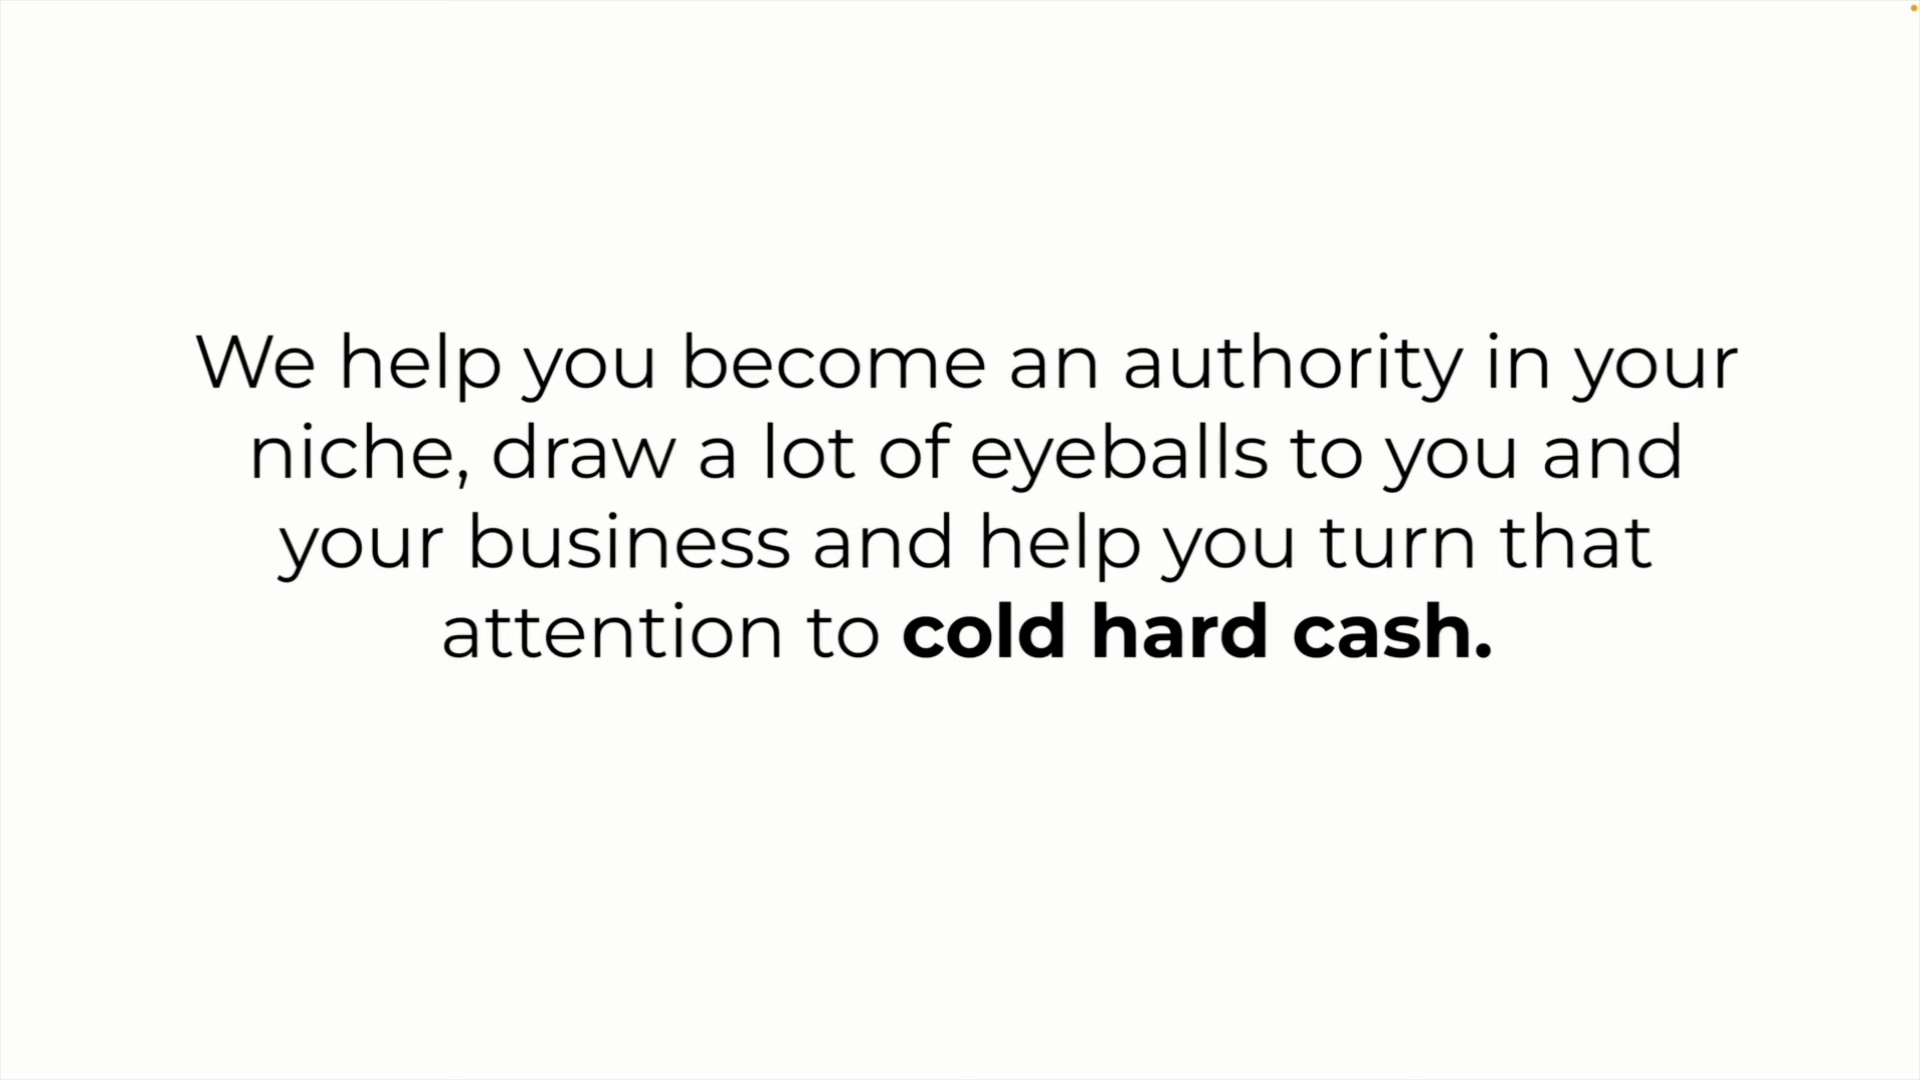 We help you become an authority in your
niche, draw a lot of eyeballs to you and
your business and help you turn that
attention to cold hard cash.